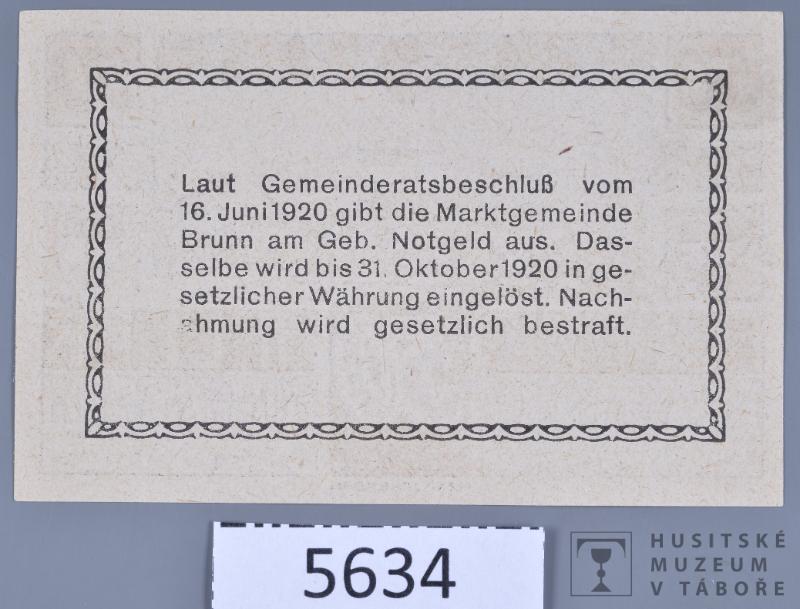 Laut Gemeinderatsbeschluß vom
16. Juni 1920 gibt die Marktgemeinde
Brunn am Geb. Notgeld aus. Das-
selbe wird bis 31. Oktober 1920 in ge-
setzlicher Währung eingelöst. Nach-
ahmung wird gesetzlich bestraft.
5634
HUSITSKÉ
MUZEUM
V TÁBOŘE